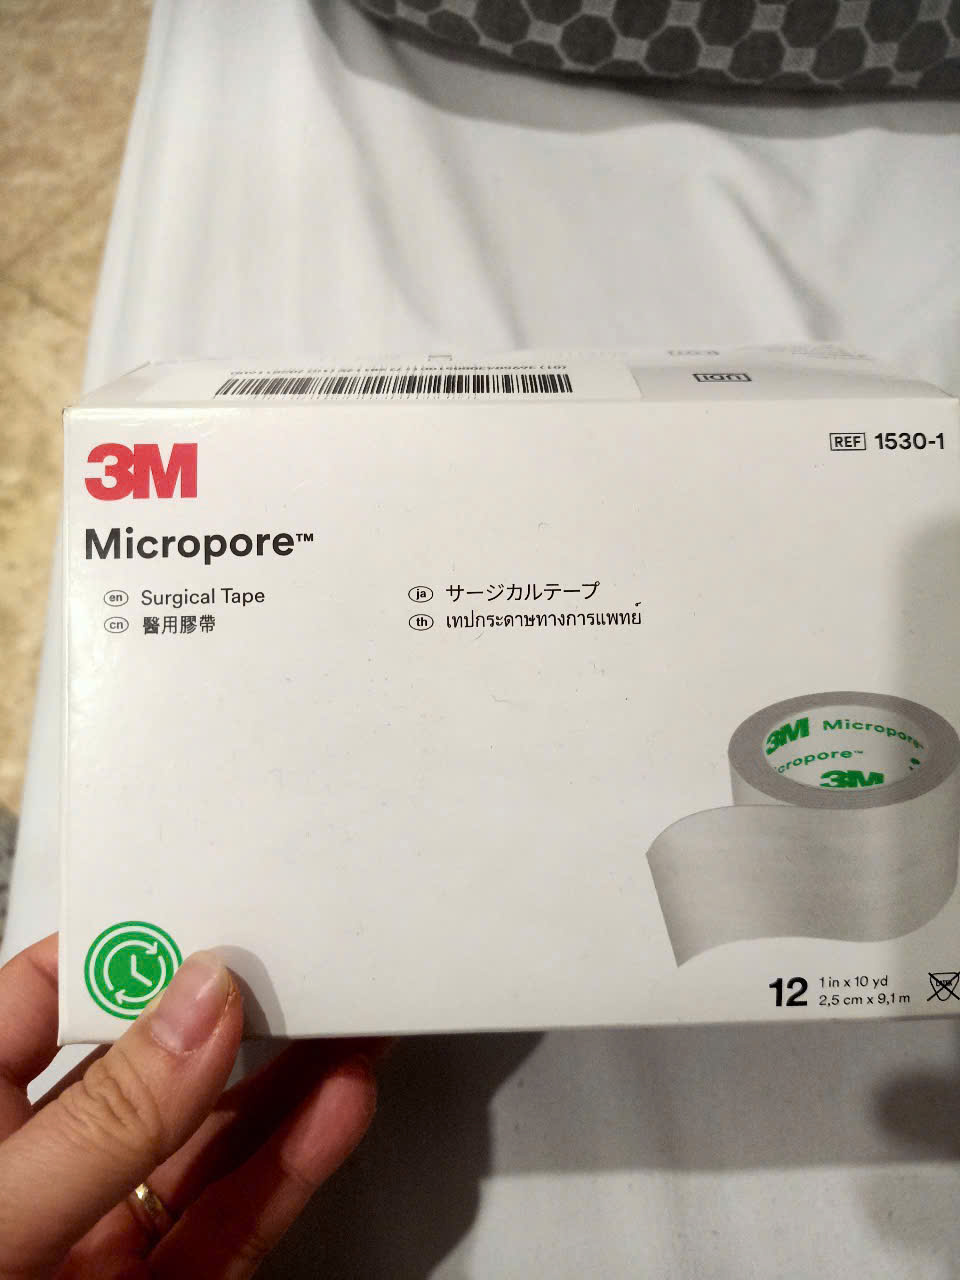 3M
Micropore™
REF 1530-1
en Surgical Tape
cn 醫用膠帶
ja サージカルテープ
th เทปกระดาษทางการแพทย์
3M Micropore™
cropore™
3M
12
1 in x 10 yd
2,5 cm x 9,1 m